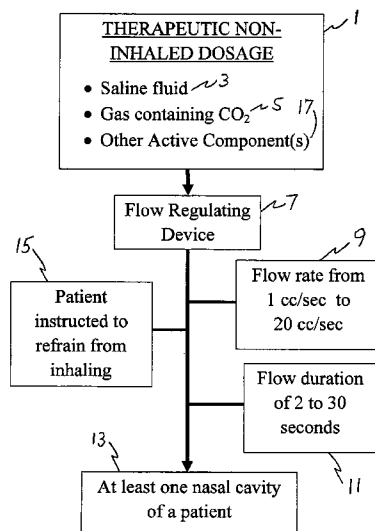 THERAPEUTIC NON-
INHALED DOSAGE
1
• Saline fluid
3
• Gas containing CO₂
5
• Other Active Component(s)
17
Flow Regulating
Device
7
15
Patient
instructed to
refrain from
inhaling
9
Flow rate from
1 cc/sec to
20 cc/sec
Flow duration
of 2 to 30
seconds
11
13
At least one nasal cavity
of a patient